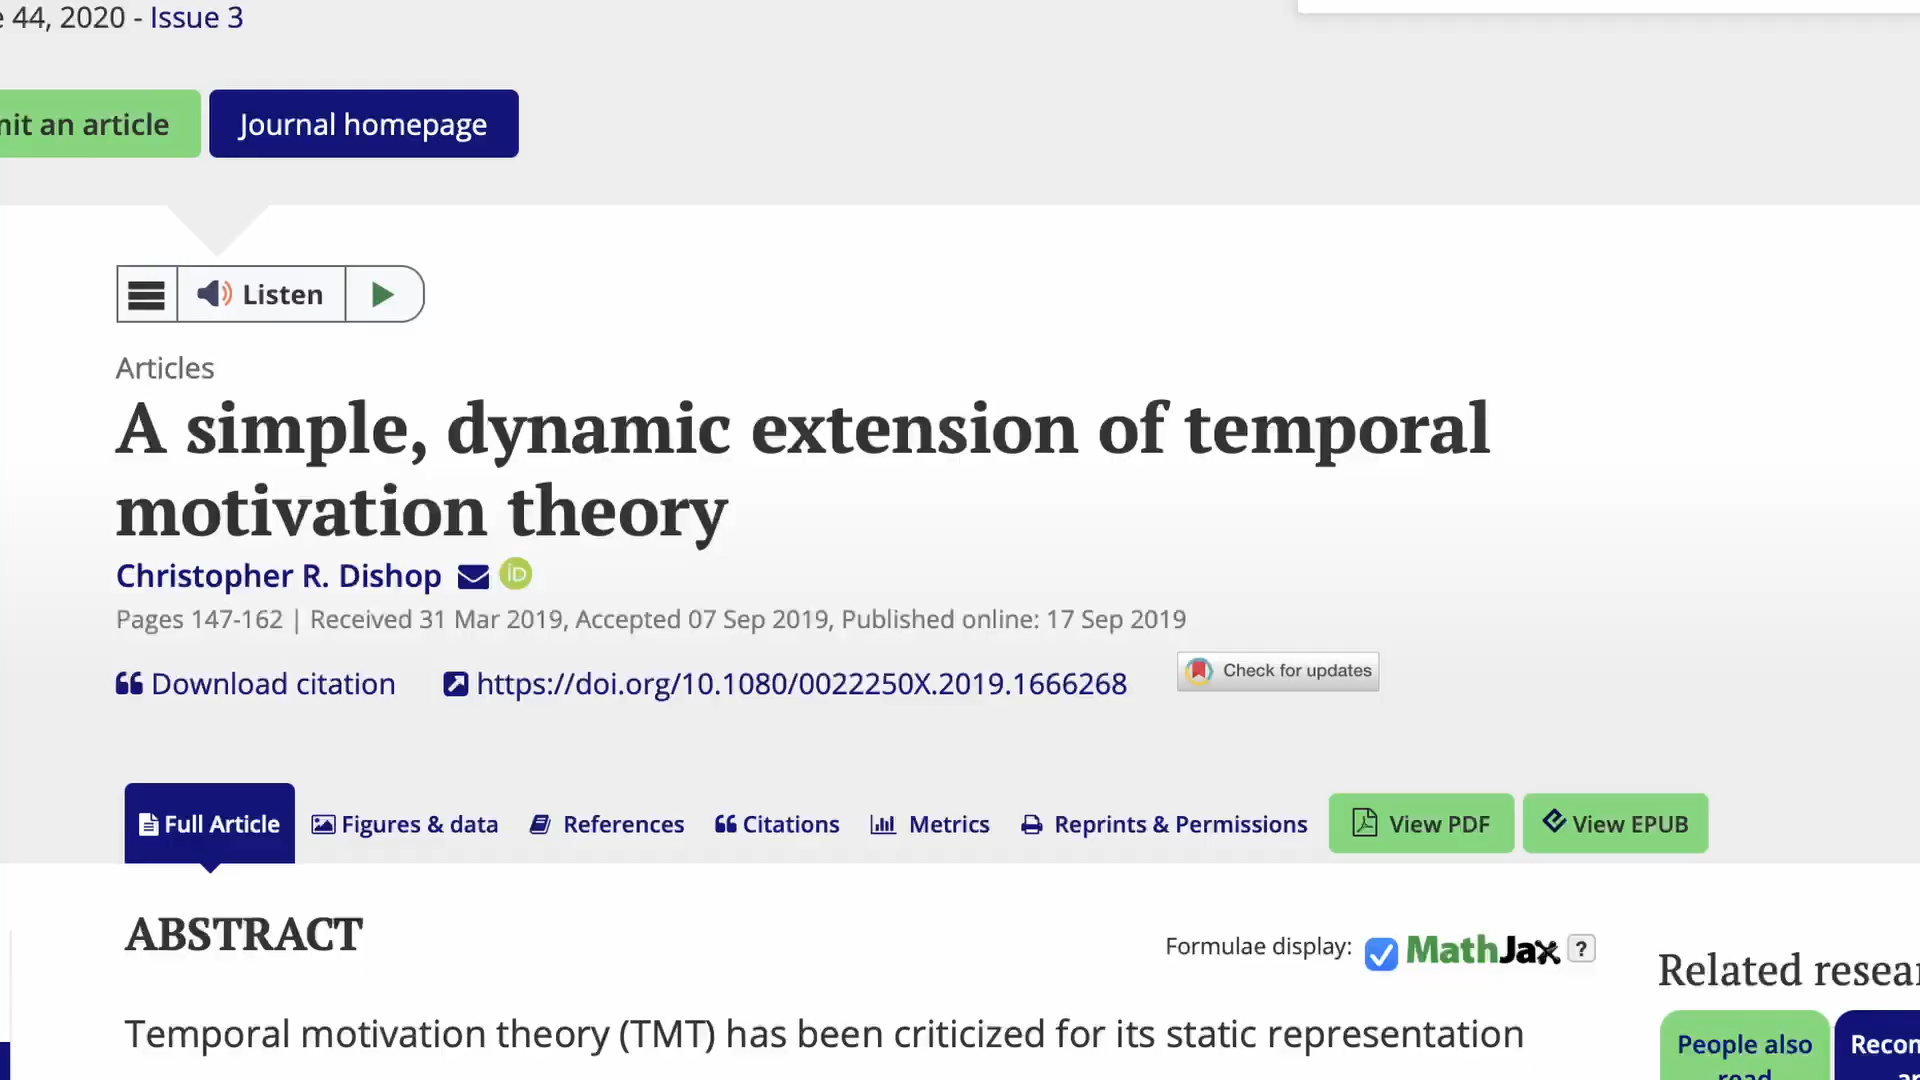 44, 2020 - Issue 3
an article
Journal homepage
Listen
Articles
A simple, dynamic extension of temporal
motivation theory
Christopher R. Dishop iD
Pages 147-162 | Received 31 Mar 2019, Accepted 07 Sep 2019, Published online: 17 Sep 2019
Download citation https://doi.org/10.1080/0022250X.2019.1666268 Check for updates
Full Article Figures & data References Citations Metrics Reprints & Permissions View PDF View EPUB
ABSTRACT
Formulae display: MathJax ?
Related
Temporal motivation theory (TMT) has been criticized for its static representation
People also
read